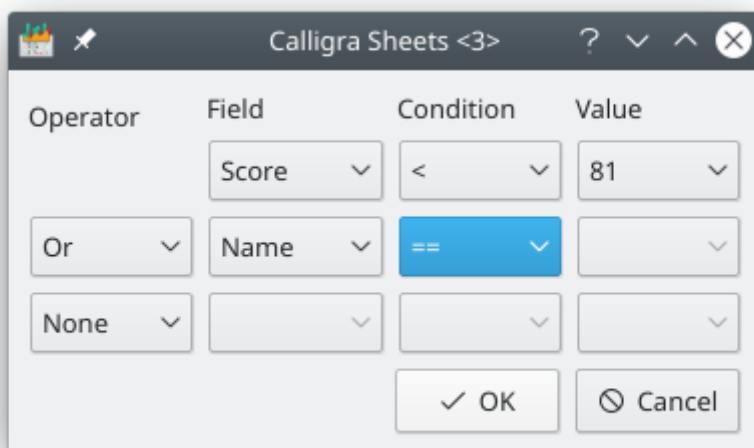 Calligra Sheets <3>
Operator Field Condition Value
Score < 81
Or Name ==
None
OK Cancel